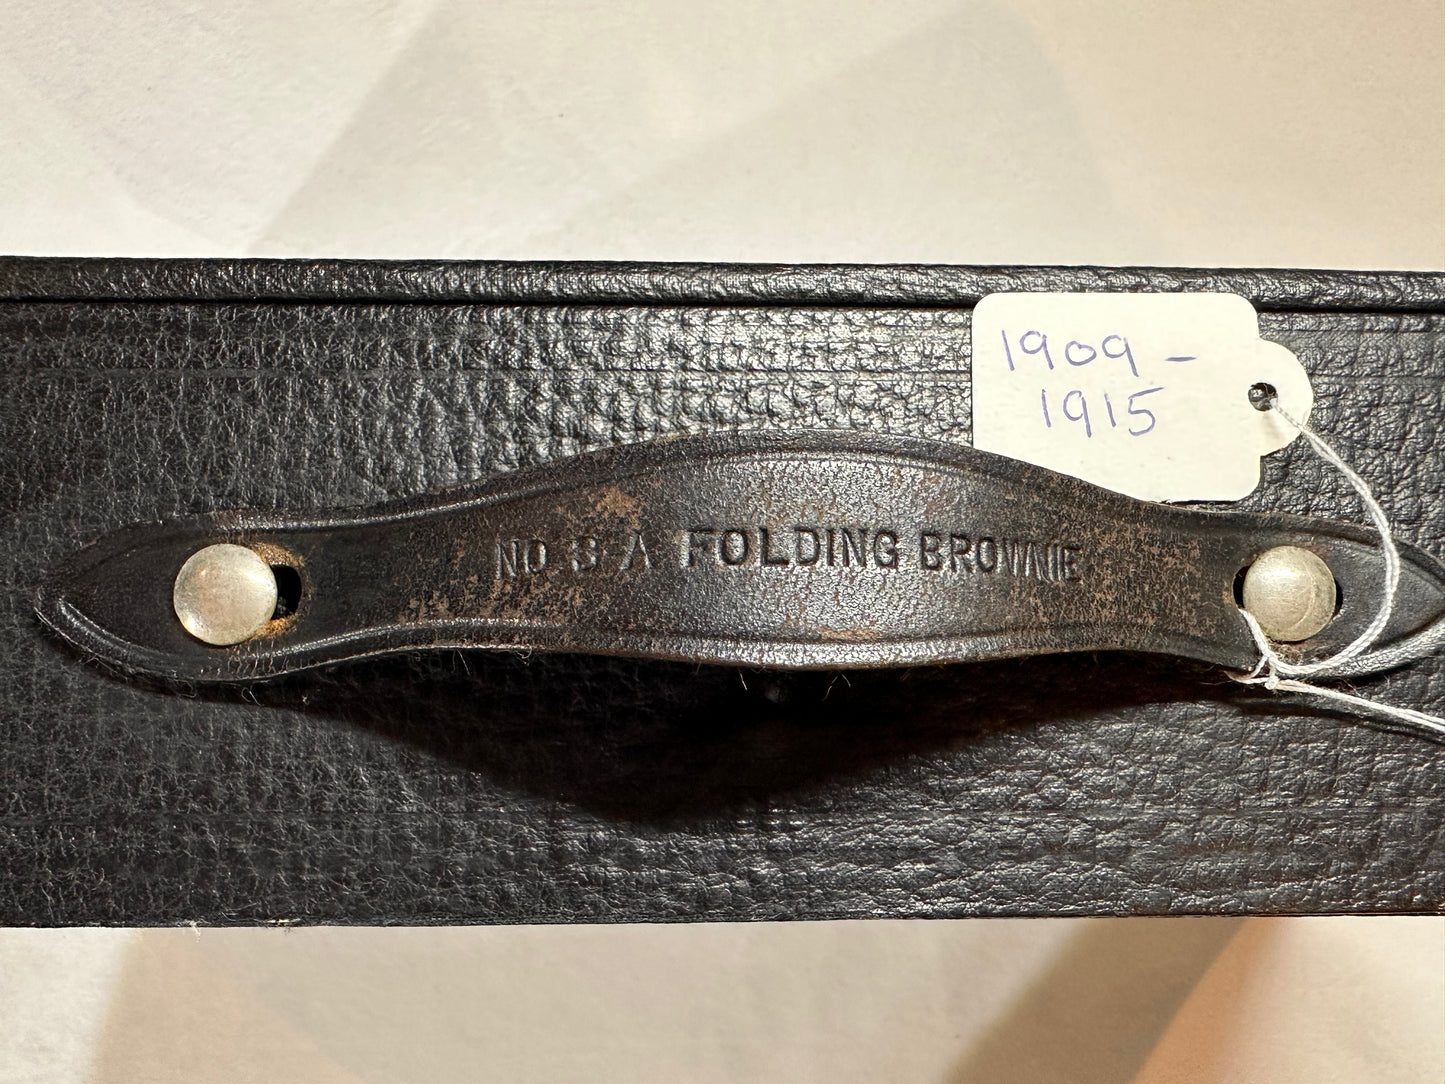 1909 -
1915
NO 3 A FOLDING BROWNIE